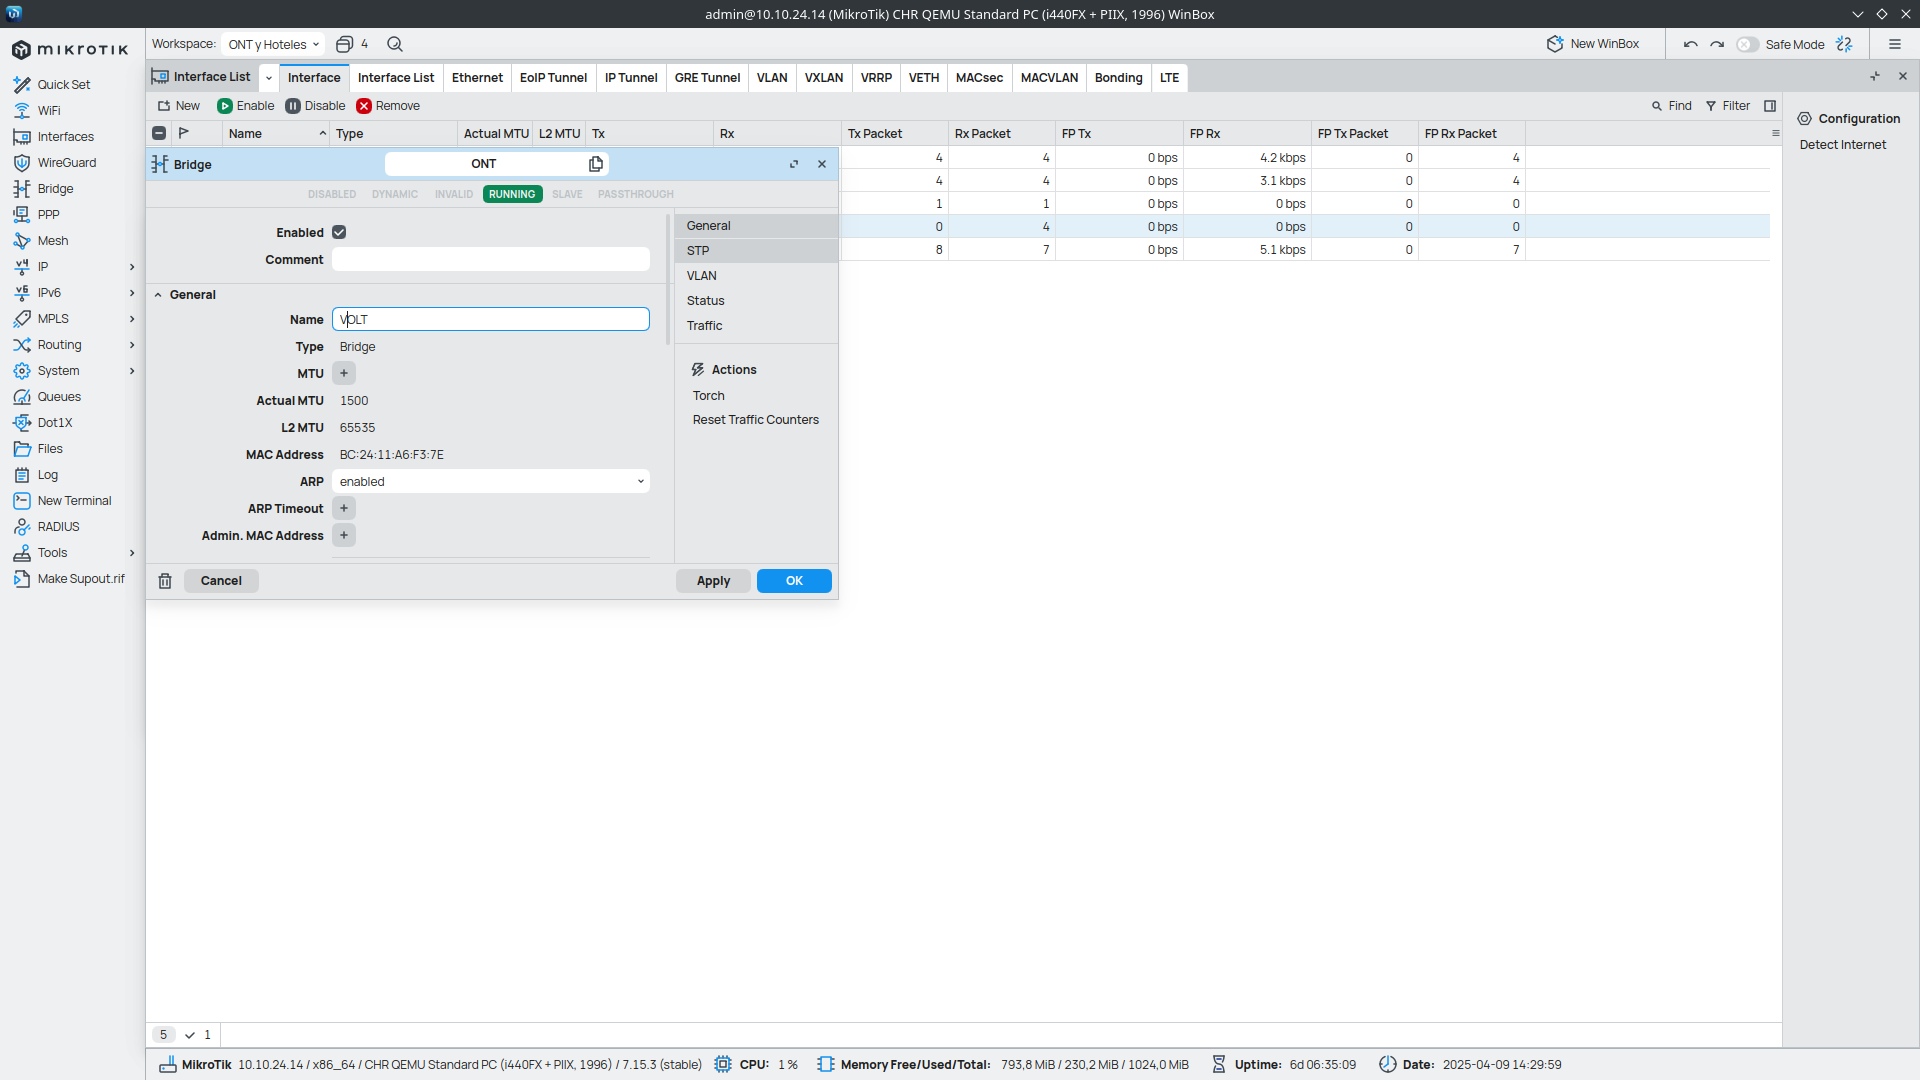 admin@10.10.24.14 (MikroTik) CHR QEMU Standard PC (i440FX + PIIX, 1996) WinBox
MikroTik
Workspace: ONT y Hoteles 4 New WinBox Safe Mode
Interface List Interface Interface List Ethernet EoIP Tunnel IP Tunnel GRE Tunnel VLAN VXLAN VRRP VETH MACsec MACVLAN Bonding LTE
New Enable Disable Remove Find Filter
Name Type Actual MTU L2 MTU Tx Rx Tx Packet Rx Packet FP Tx FP Rx FP Tx Packet FP Rx Packet
4 4 0 bps 4.2 kbps 0 4
4 4 0 bps 3.1 kbps 0 4
1 1 0 bps 0 bps 0 0
0 4 0 bps 0 bps 0 0
8 7 0 bps 5.1 kbps 0 7
Configuration
Detect Internet
Quick Set
WiFi
Interfaces
WireGuard
Bridge
PPP
Mesh
IP
IPv6
MPLS
Routing
System
Queues
Dot1X
Files
Log
New Terminal
RADIUS
Tools
Make Supout.rif
Bridge ONT
DISABLED DYNAMIC INVALID RUNNING SLAVE PASSTHROUGH
Enabled
Comment
General
Name VOLT
Type Bridge
MTU +
Actual MTU 1500
L2 MTU 65535
MAC Address BC:24:11:A6:F3:7E
ARP enabled
ARP Timeout +
Admin. MAC Address +
General
STP
VLAN
Status
Traffic
Actions
Torch
Reset Traffic Counters
Cancel Apply OK
5 1
MikroTik 10.10.24.14 / x86_64 / CHR QEMU Standard PC (i440FX + PIIX, 1996) / 7.15.3 (stable) CPU: 1 % Memory Free/Used/Total: 793,8 MiB / 230,2 MiB / 1024,0 MiB Uptime: 6d 06:35:09 Date: 2025-04-09 14:29:59